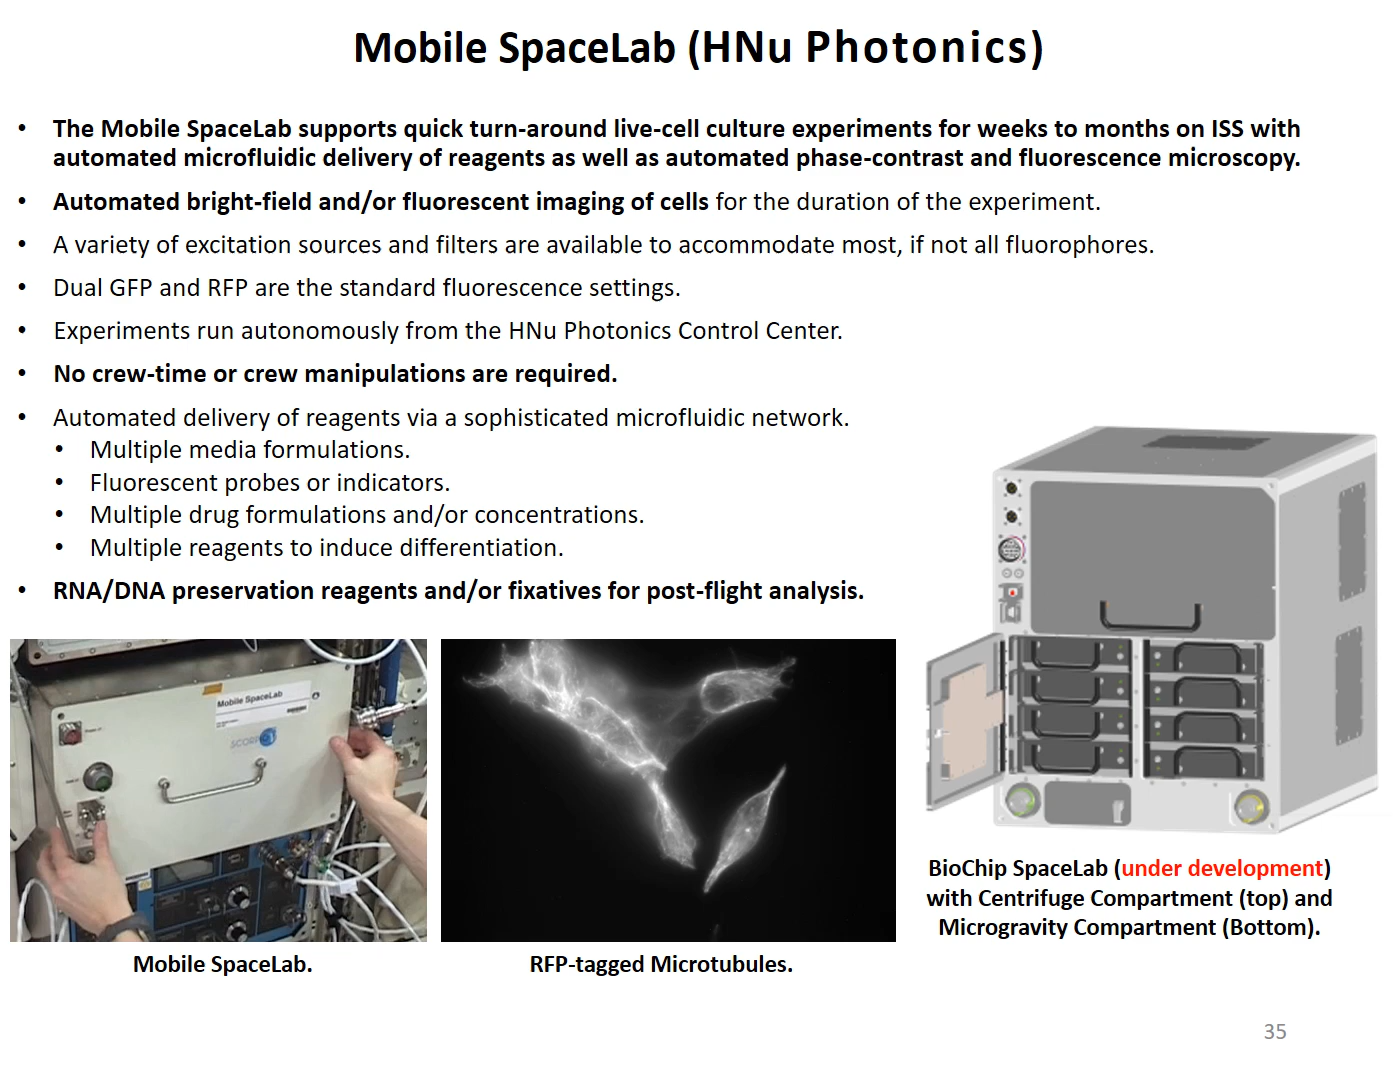 Mobile SpaceLab (HNu Photonics)
• The Mobile SpaceLab supports quick turn-around live-cell culture experiments for weeks to months on ISS with
automated microfluidic delivery of reagents as well as automated phase-contrast and fluorescence microscopy.
• Automated bright-field and/or fluorescent imaging of cells for the duration of the experiment.
• A variety of excitation sources and filters are available to accommodate most, if not all fluorophores.
• Dual GFP and RFP are the standard fluorescence settings.
• Experiments run autonomously from the HNu Photonics Control Center.
• No crew-time or crew manipulations are required.
• Automated delivery of reagents via a sophisticated microfluidic network.
• Multiple media formulations.
• Fluorescent probes or indicators.
• Multiple drug formulations and/or concentrations.
• Multiple reagents to induce differentiation.
• RNA/DNA preservation reagents and/or fixatives for post-flight analysis.
Mobile SpaceLab
Mobile SpaceLab.
RFP-tagged Microtubules.
BioChip SpaceLab (under development)
with Centrifuge Compartment (top) and
Microgravity Compartment (Bottom).
35